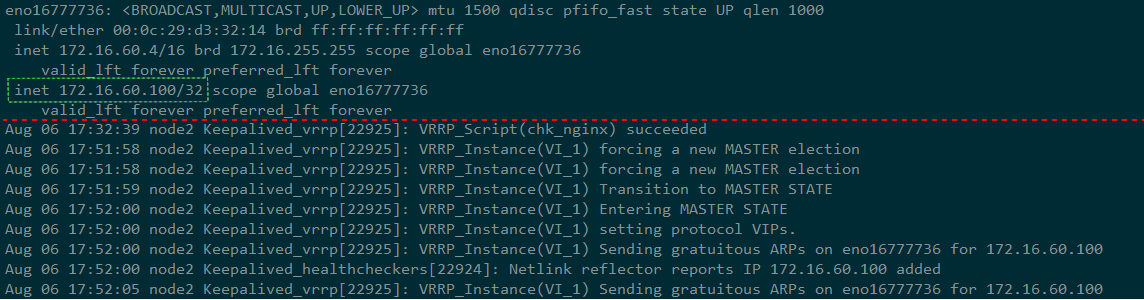 eno16777736: <BROADCAST,MULTICAST,UP,LOWER_UP> mtu 1500 qdisc pfifo_fast state UP qlen 1000
link/ether 00:0c:29:d3:32:14 brd ff:ff:ff:ff:ff:ff
inet 172.16.60.4/16 brd 172.16.255.255 scope global eno16777736
valid_lft forever preferred_lft forever
inet 172.16.60.100/32 scope global eno16777736
valid_lft forever preferred_lft forever
Aug 06 17:32:39 node2 Keepalived_vrrp[22925]: VRRP_Script(chk_nginx) succeeded
Aug 06 17:51:58 node2 Keepalived_vrrp[22925]: VRRP_Instance(VI_1) forcing a new MASTER election
Aug 06 17:51:58 node2 Keepalived_vrrp[22925]: VRRP_Instance(VI_1) forcing a new MASTER election
Aug 06 17:51:59 node2 Keepalived_vrrp[22925]: VRRP_Instance(VI_1) Transition to MASTER STATE
Aug 06 17:52:00 node2 Keepalived_vrrp[22925]: VRRP_Instance(VI_1) Entering MASTER STATE
Aug 06 17:52:00 node2 Keepalived_vrrp[22925]: VRRP_Instance(VI_1) setting protocol VIPs.
Aug 06 17:52:00 node2 Keepalived_vrrp[22925]: VRRP_Instance(VI_1) Sending gratuitous ARPs on eno16777736 for 172.16.60.100
Aug 06 17:52:00 node2 Keepalived_healthcheckers[22924]: Netlink reflector reports IP 172.16.60.100 added
Aug 06 17:52:05 node2 Keepalived_vrrp[22925]: VRRP_Instance(VI_1) Sending gratuitous ARPs on eno16777736 for 172.16.60.100